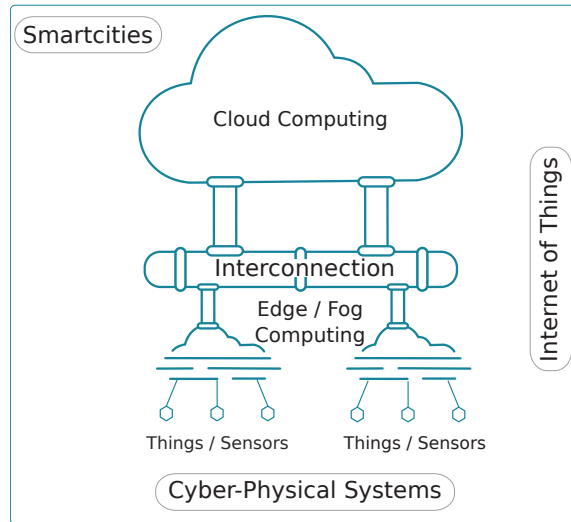 Smartcities
Cloud Computing
Internet of Things
Interconnection
Edge / Fog
Computing
Things / Sensors
Things / Sensors
Cyber-Physical Systems